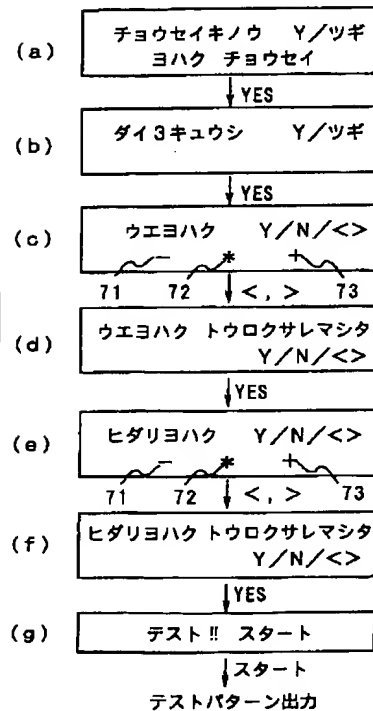 (a)
チョウセイキノウ Y/ツギ
ヨハク チョウセイ
YES
(b)
ダイ3キュウシ Y/ツギ
YES
(c)
ウエヨハク Y/N/<>
- * +
71 72 <, > 73
(d)
ウエヨハク トウロクサレマシタ
Y/N/<>
YES
(e)
ヒダリヨハク Y/N/<>
- * +
71 72 <, > 73
(f)
ヒダリヨハク トウロクサレマシタ
Y/N/<>
YES
(g)
テスト!! スタート
スタート
テストパターン出力